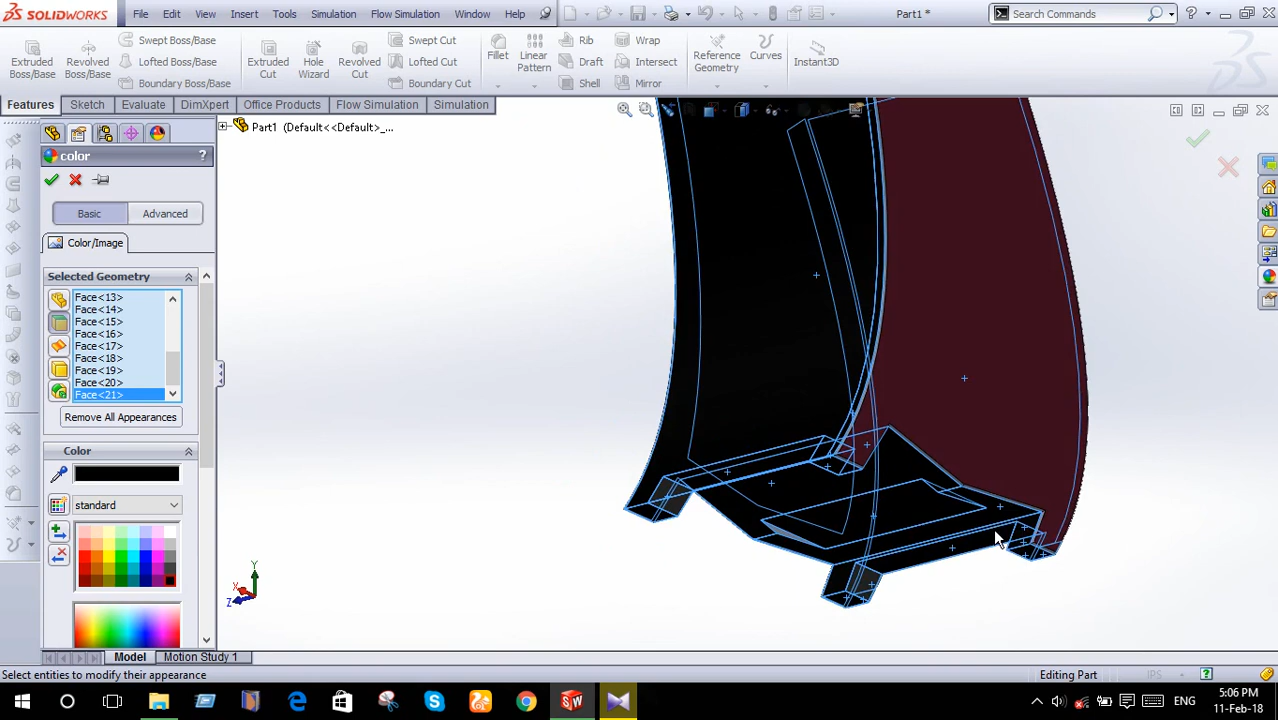 SOLIDWORKS File Edit View Insert Tools Simulation Flow Simulation Window Help Part1 * Search Commands
Extruded Boss/Base Revolved Boss/Base Swept Boss/Base Lofted Boss/Base Boundary Boss/Base Extruded Cut Hole Wizard Revolved Cut Swept Cut Lofted Cut Boundary Cut Fillet Linear Pattern Rib Draft Shell Wrap Intersect Mirror Reference Geometry Curves Instant3D
Features Sketch Evaluate DimXpert Office Products Flow Simulation Simulation
Part1 (Default<<Default>_...
color ?
Basic Advanced
Color/Image
Selected Geometry
Face<13>
Face<14>
Face<15>
Face<16>
Face<17>
Face<18>
Face<19>
Face<20>
Face<21>
Remove All Appearances
Color
standard
Y
X
Z
Model Motion Study 1
Select entities to modify their appearance Editing Part IPS
ENG 5:06 PM
11-Feb-18